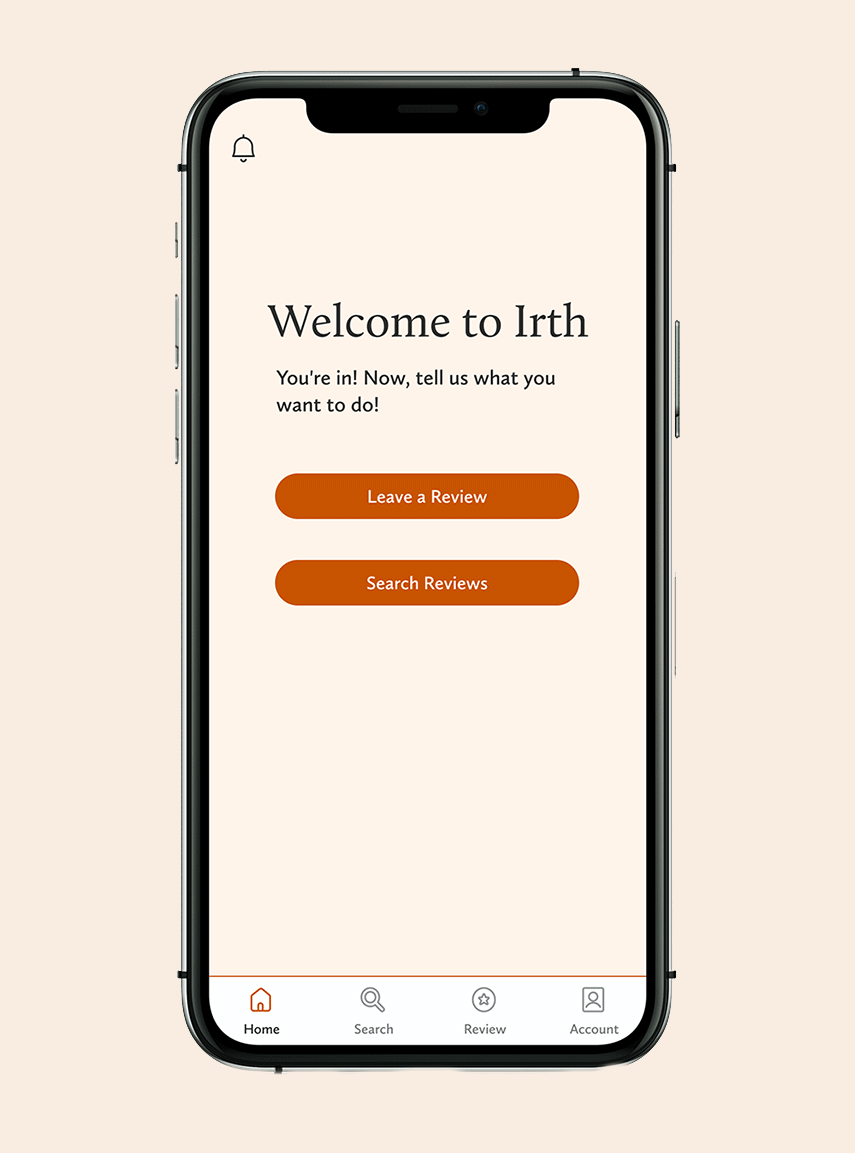 Welcome to Irth
You're in! Now, tell us what you
want to do!
Leave a Review
Search Reviews
Home
Search
Review
Account